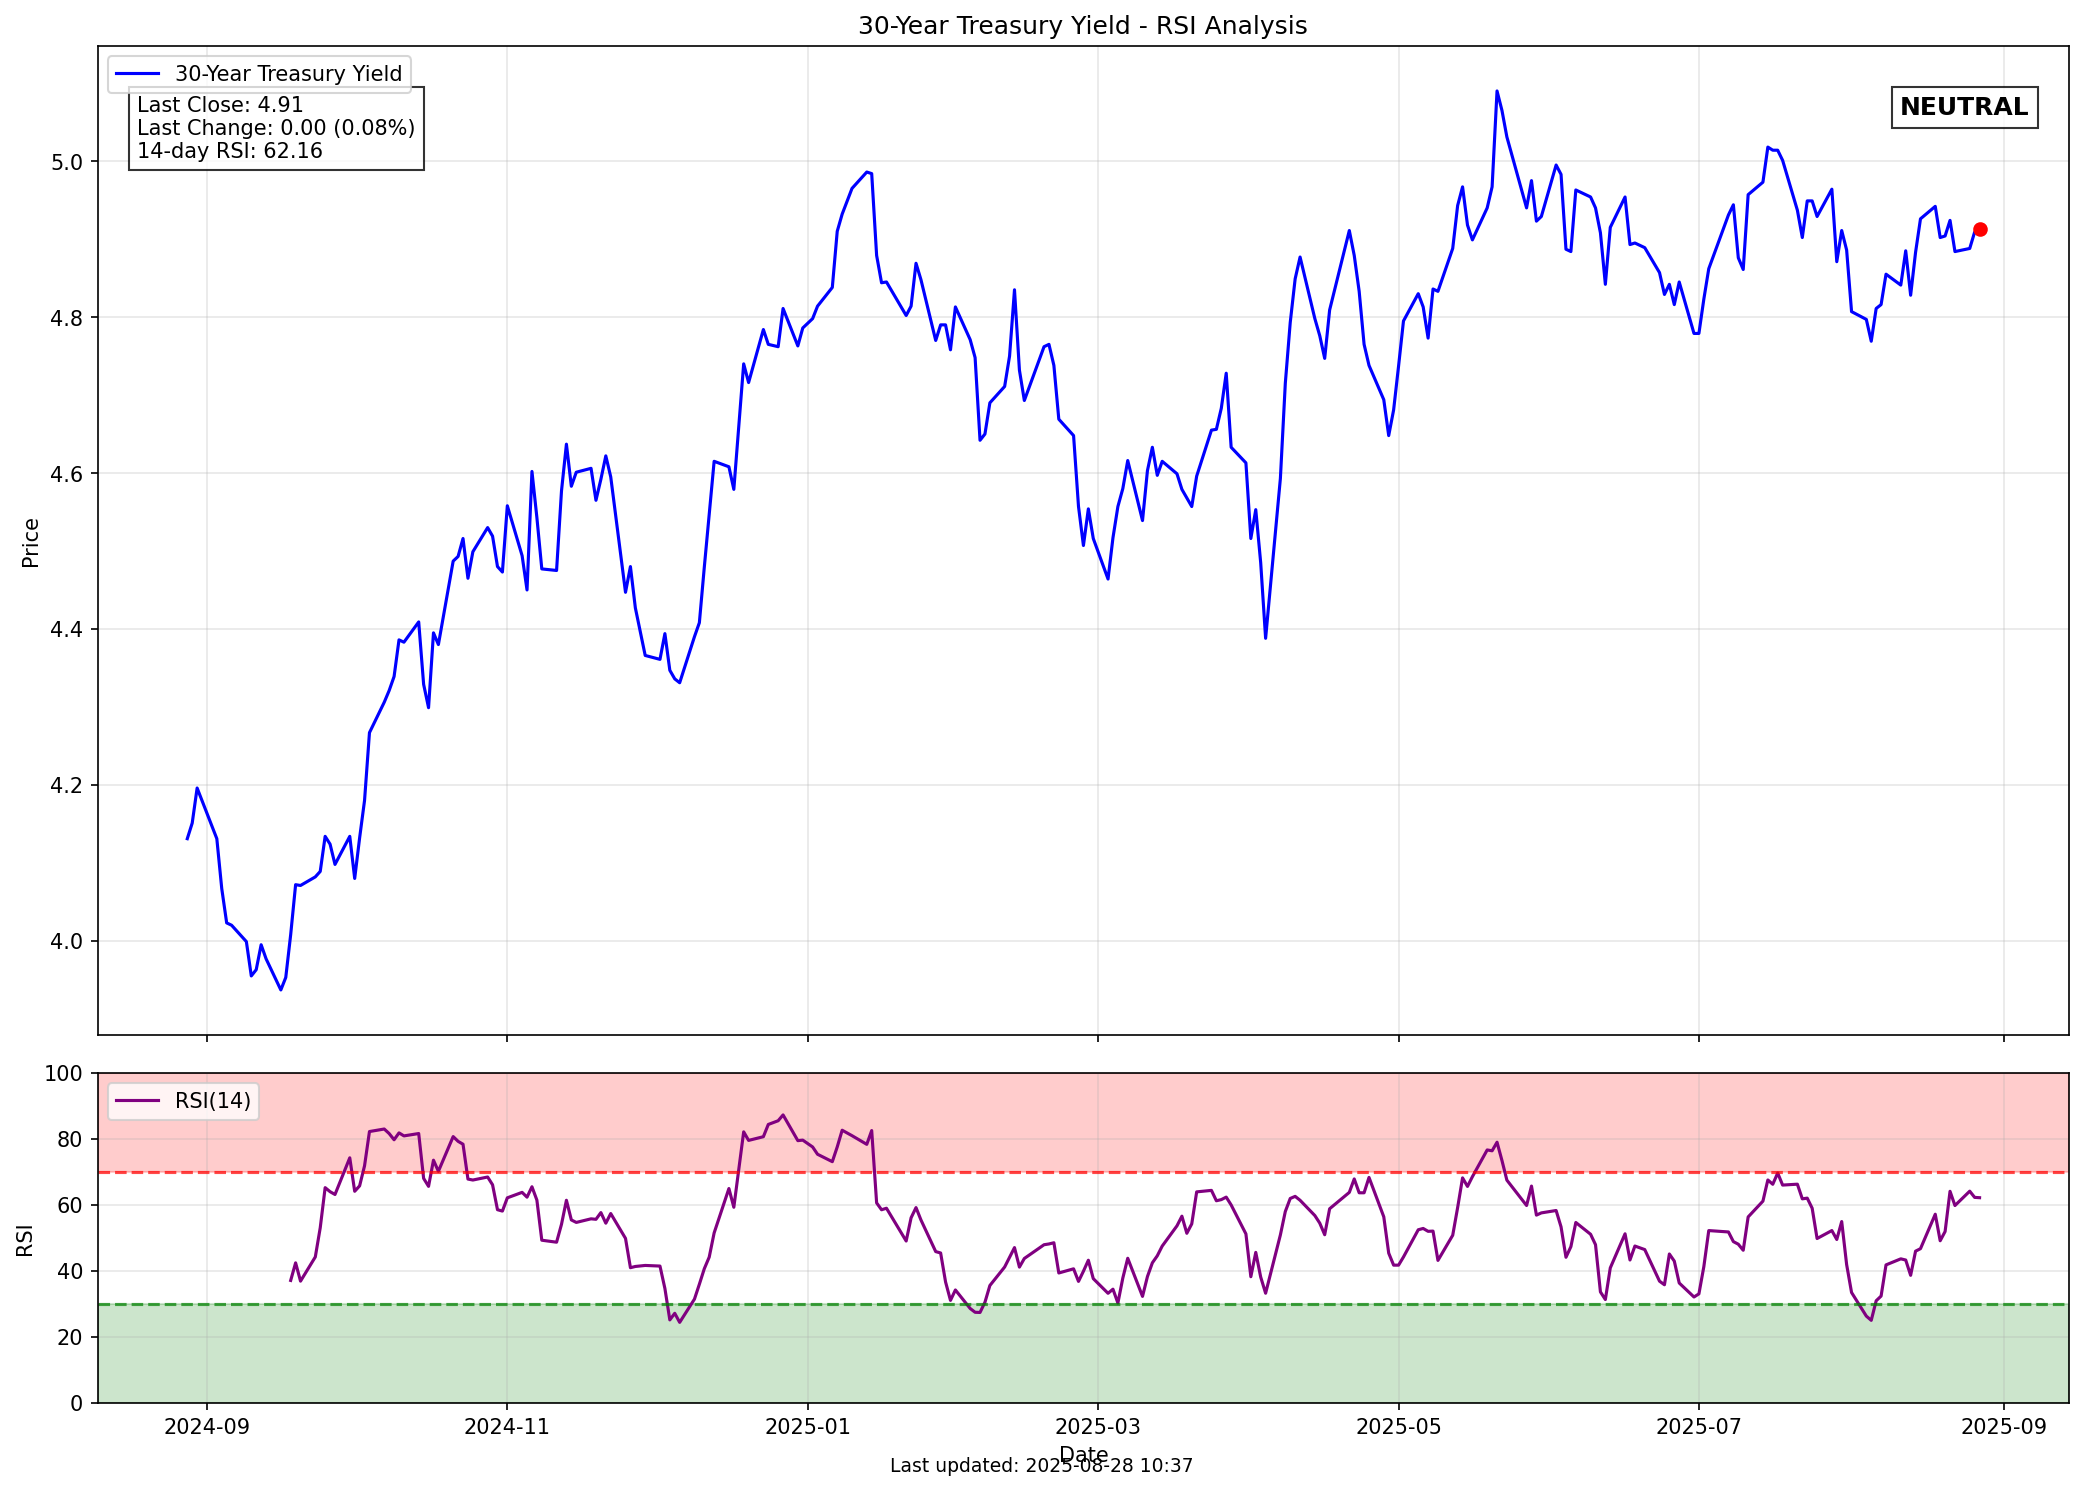 30-Year Treasury Yield - RSI Analysis
30-Year Treasury Yield
Last Close: 4.91
Last Change: 0.00 (0.08%)
14-day RSI: 62.16
NEUTRAL
Price
5.0
4.8
4.6
4.4
4.2
4.0
RSI(14)
RSI
100
80
60
40
20
0
2024-09
2024-11
2025-01
2025-03
2025-05
2025-07
2025-09
Date
Last updated: 2025-08-28 10:37